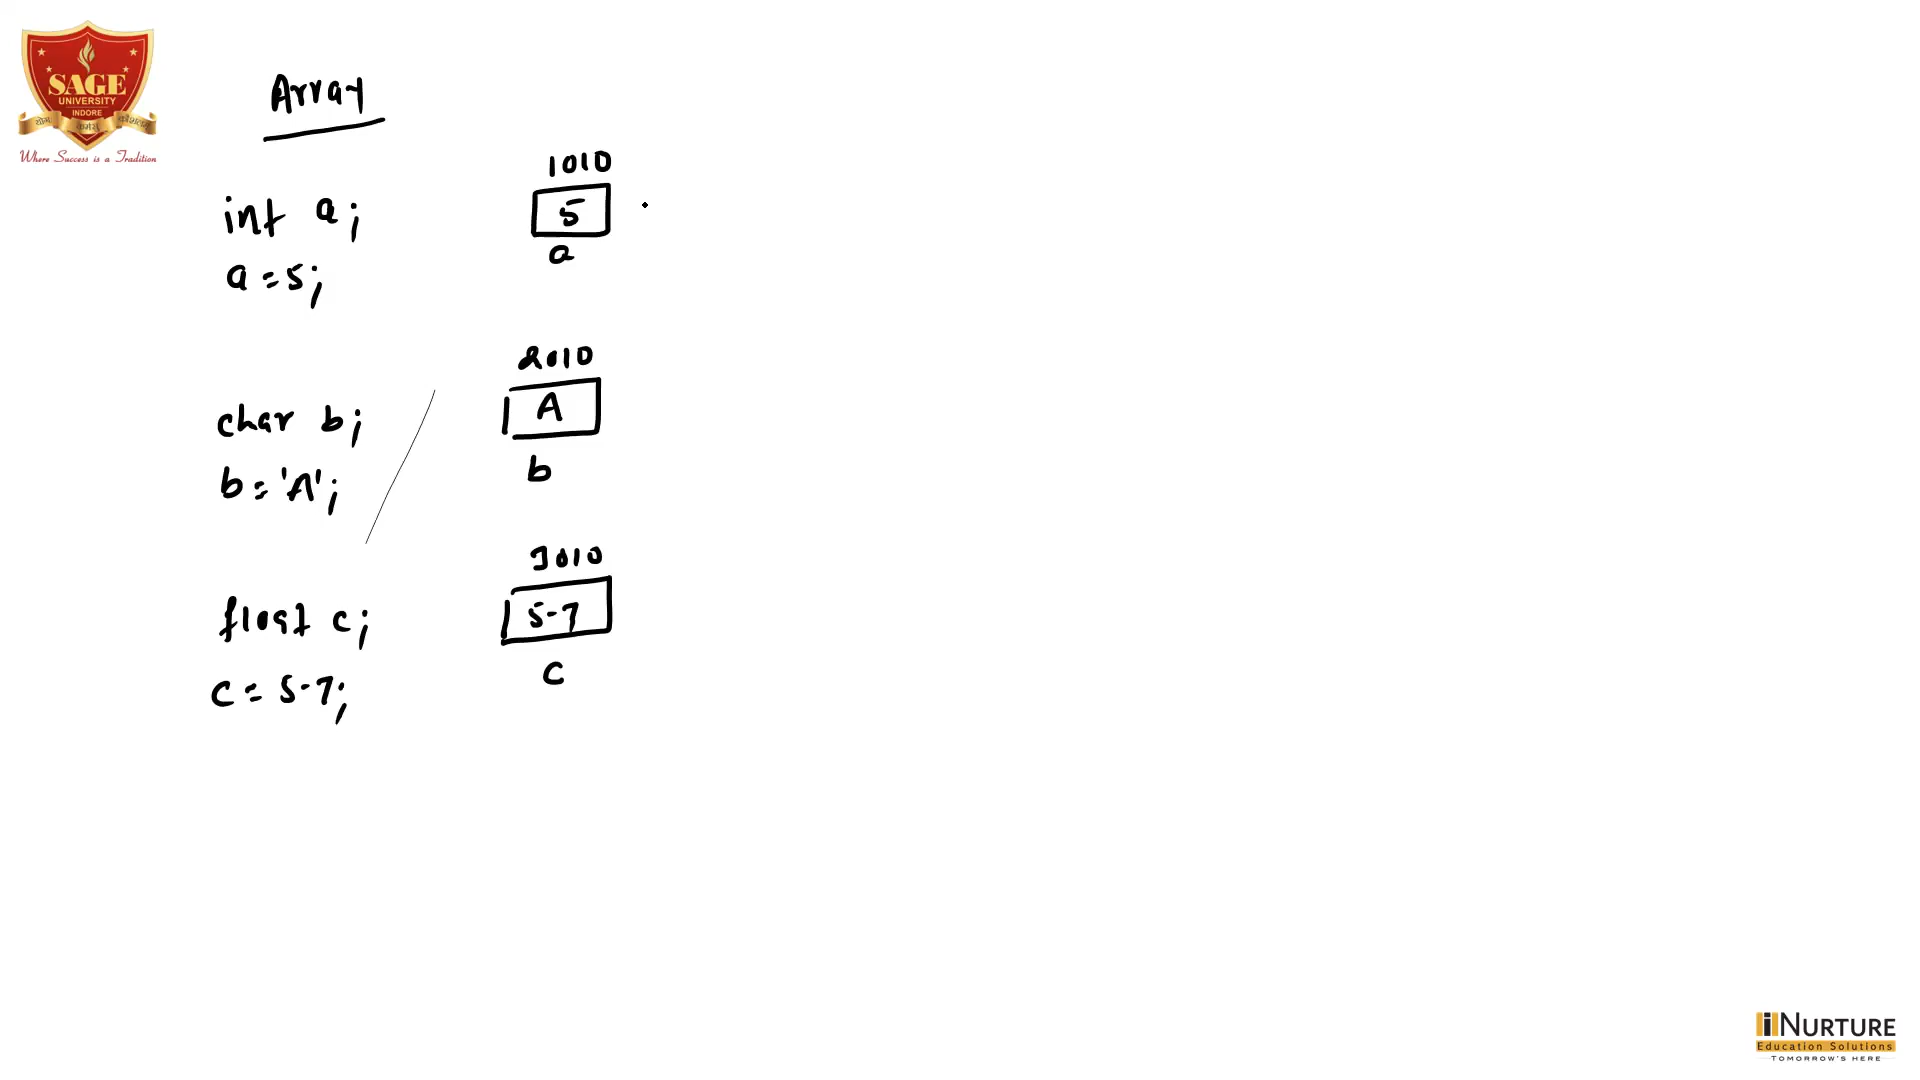 SAGE
UNIVERSITY
INDORE
Where Success is a Tradition
Array
int a;
a=5;
1010
5
a
char b;
b='A';
2010
A
b
float c;
c=5.7;
3010
5.7
c
iNURTURE
Education Solutions
TOMORROW'S HERE